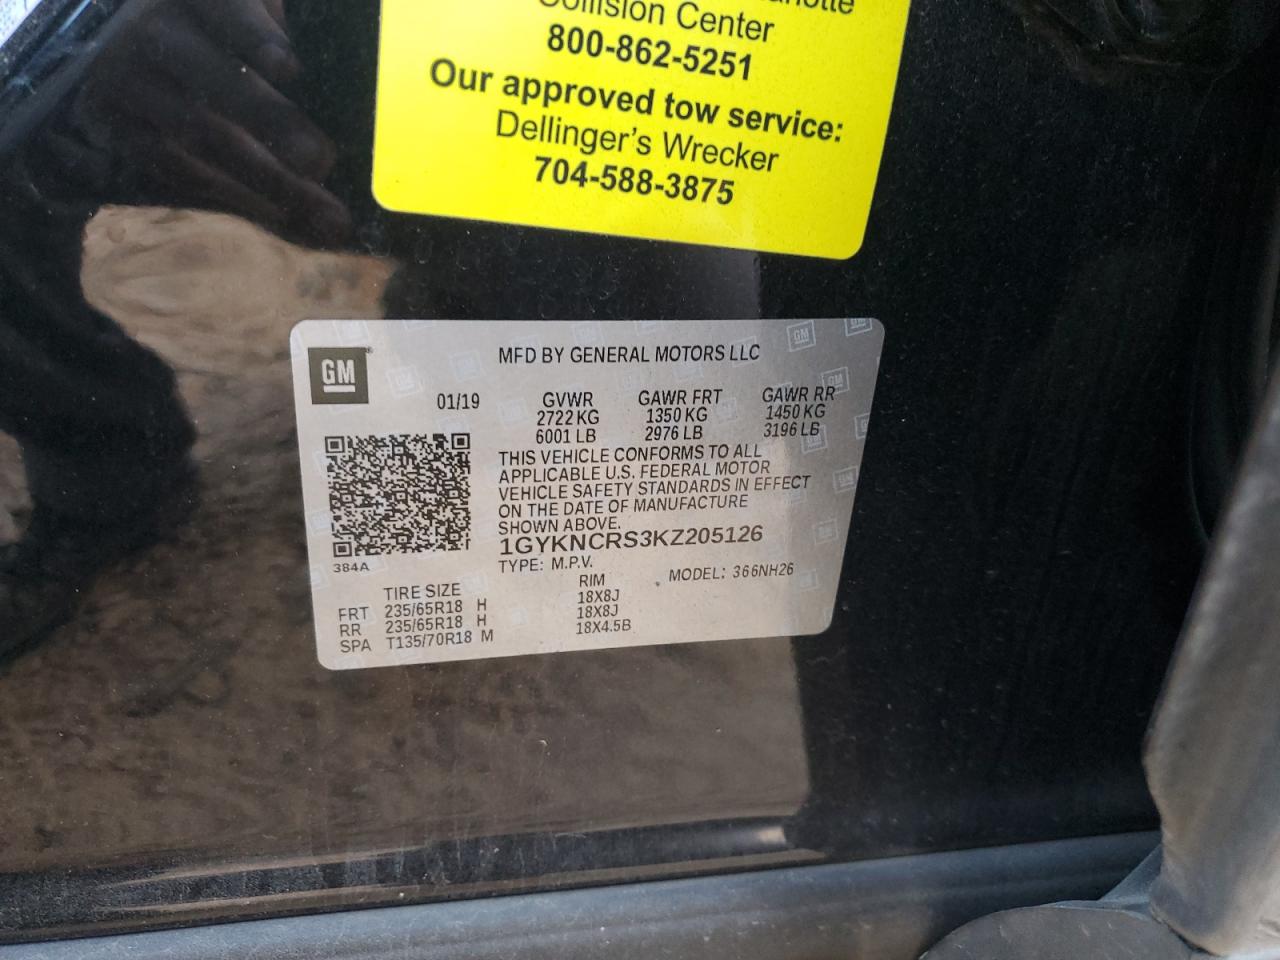 Collision Center
800-862-5251
Our approved tow service:
Dellinger's Wrecker
704-588-3875
GM
MFD BY GENERAL MOTORS LLC
01/19 GVWR GAWR FRT GAWR RR
2722 KG 1350 KG 1450 KG
6001 LB 2976 LB 3196 LB
THIS VEHICLE CONFORMS TO ALL
APPLICABLE U.S. FEDERAL MOTOR
VEHICLE SAFETY STANDARDS IN EFFECT
ON THE DATE OF MANUFACTURE
SHOWN ABOVE.
1GYKNCRS3KZ205126
384A
TYPE: M.P.V. MODEL: 366NH26
TIRE SIZE RIM
FRT 235/65R18 H 18X8J
RR 235/65R18 H 18X8J
SPA T135/70R18 M 18X4.5B